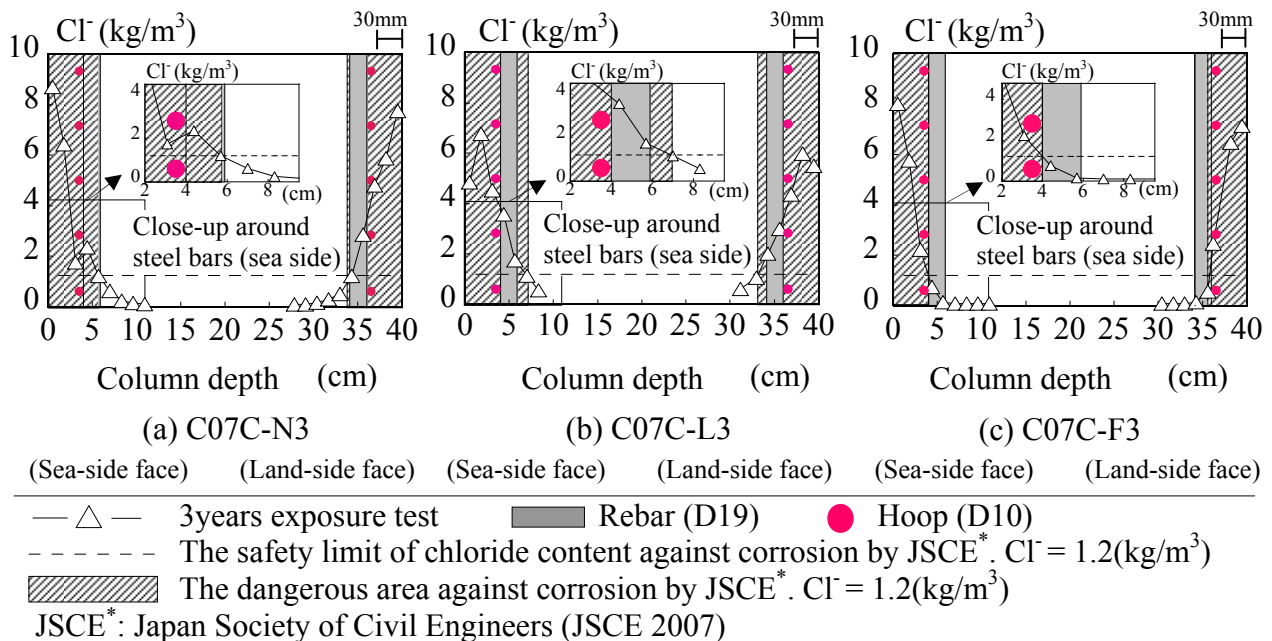 Cl⁻ (kg/m³) 30mm Cl⁻ (kg/m³) 30mm Cl⁻ (kg/m³) 30mm
10 10 10
Cl⁻ (kg/m³) Cl⁻ (kg/m³) Cl⁻ (kg/m³)
8 4 8 4 8 4
6 2 6 2 6 2
0 0 0
2 4 6 8 (cm) 2 4 6 8 (cm) 2 4 6 8 (cm)
4 4 4
Close-up around Close-up around Close-up around
2 steel bars (sea side) 2 steel bars (sea side) 2 steel bars (sea side)
0 0 0
0 5 10 15 20 25 30 35 40 0 5 10 15 20 25 30 35 40 0 5 10 15 20 25 30 35 40
Column depth (cm) Column depth (cm) Column depth (cm)
(a) C07C-N3 (b) C07C-L3 (c) C07C-F3
(Sea-side face) (Land-side face) (Sea-side face) (Land-side face) (Sea-side face) (Land-side face)
3years exposure test Rebar (D19) Hoop (D10)
The safety limit of chloride content against corrosion by JSCE*. Cl⁻ = 1.2(kg/m³)
The dangerous area against corrosion by JSCE*. Cl⁻ = 1.2(kg/m³)
JSCE*: Japan Society of Civil Engineers (JSCE 2007)